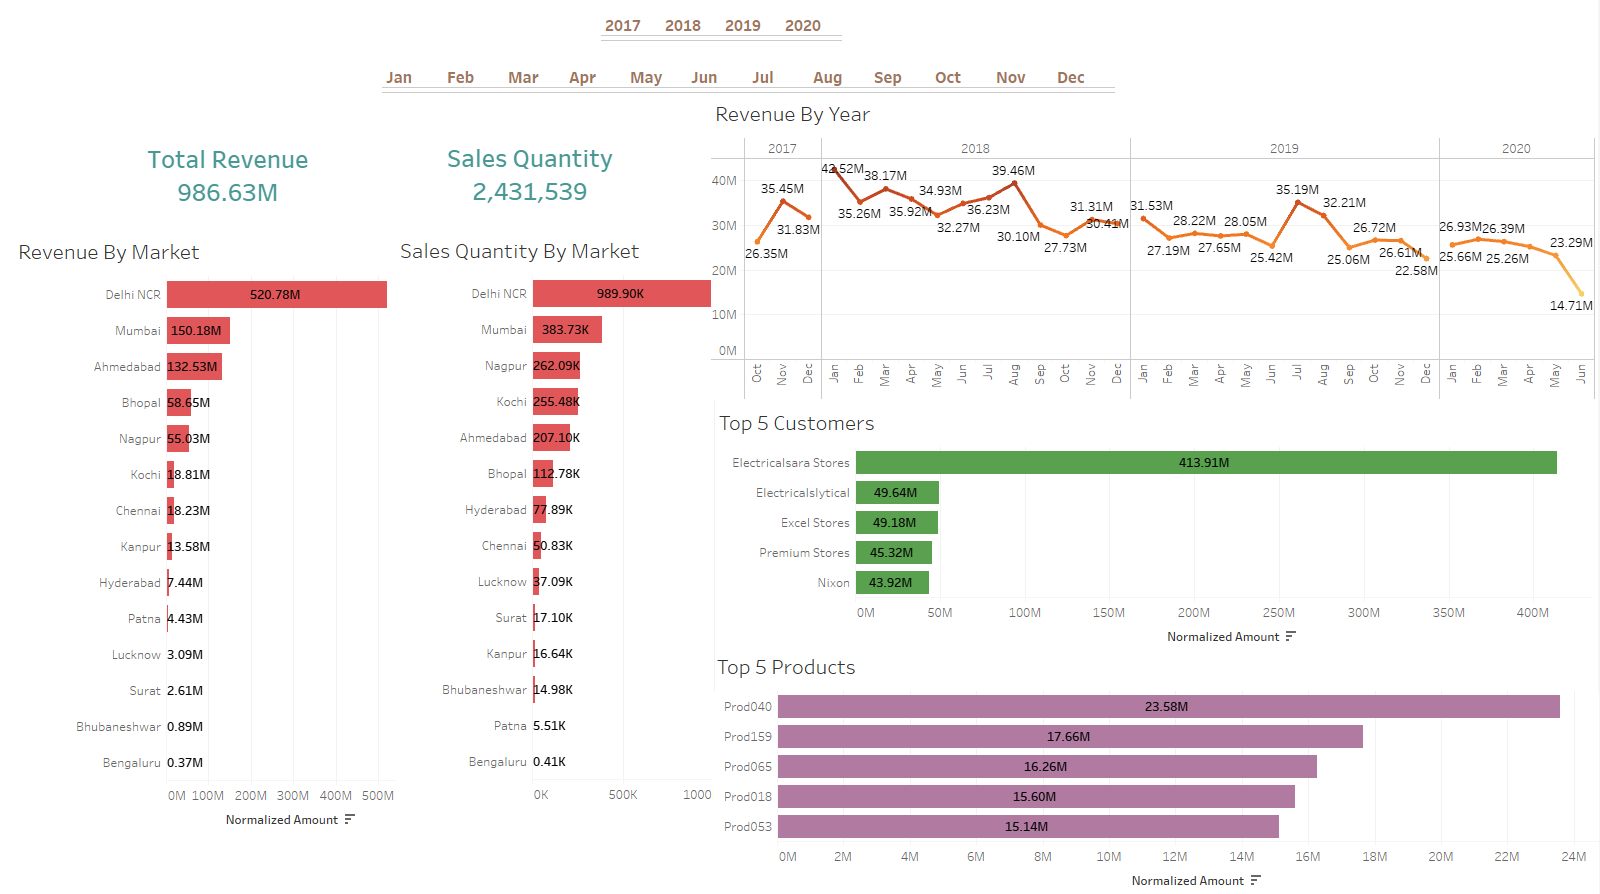 2017 2018 2019 2020
Jan Feb Mar Apr May Jun Jul Aug Sep Oct Nov Dec
Total Revenue
986.63M
Sales Quantity
2,431,539
Revenue By Market
Delhi NCR 520.78M
Mumbai 150.18M
Ahmedabad 132.53M
Bhopal 58.65M
Nagpur 55.03M
Kochi 18.81M
Chennai 18.23M
Kanpur 13.58M
Hyderabad 7.44M
Patna 4.43M
Lucknow 3.09M
Surat 2.61M
Bhubaneshwar 0.89M
Bengaluru 0.37M
0M 100M 200M 300M 400M 500M
Normalized Amount
Sales Quantity By Market
Delhi NCR 989.90K
Mumbai 383.73K
Nagpur 262.09K
Kochi 255.48K
Ahmedabad 207.10K
Bhopal 112.78K
Hyderabad 77.89K
Chennai 50.83K
Lucknow 37.09K
Surat 17.10K
Kanpur 16.64K
Bhubaneshwar 14.98K
Patna 5.51K
Bengaluru 0.41K
0K 500K 1000
Revenue By Year
2017 2018 2019 2020
40M
30M
20M
10M
0M
26.35M 35.45M 31.83M
42.52M 35.26M 38.17M 35.92M 34.93M 32.27M 36.23M 39.46M 30.10M 27.73M 31.31M 30.41M
31.53M 27.19M 28.22M 27.65M 28.05M 25.42M 35.19M 32.21M 25.06M 26.72M 26.61M 22.58M
25.66M 26.93M 26.39M 25.26M 23.29M 14.71M
Oct Nov Dec Jan Feb Mar Apr May Jun Jul Aug Sep Oct Nov Dec Jan Feb Mar Apr May Jun Jul Aug Sep Oct Nov Dec Jan Feb Mar Apr May Jun
Top 5 Customers
Electricalsara Stores 413.91M
Electricalslytical 49.64M
Excel Stores 49.18M
Premium Stores 45.32M
Nixon 43.92M
0M 50M 100M 150M 200M 250M 300M 350M 400M
Normalized Amount
Top 5 Products
Prod040 23.58M
Prod159 17.66M
Prod065 16.26M
Prod018 15.60M
Prod053 15.14M
0M 2M 4M 6M 8M 10M 12M 14M 16M 18M 20M 22M 24M
Normalized Amount